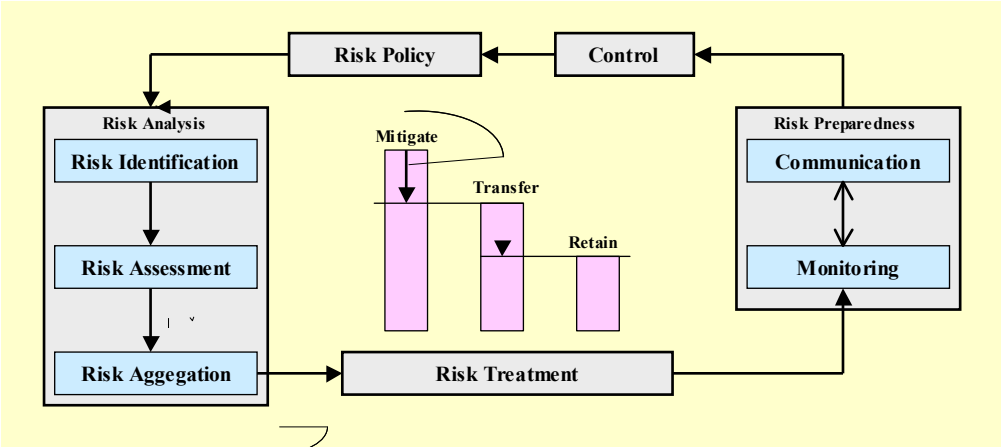 Risk Policy
Control
Risk Analysis
Risk Identification
Risk Assessment
Risk Aggegation
Mitigate
Transfer
Retain
Risk Treatment
Risk Preparedness
Communication
Monitoring